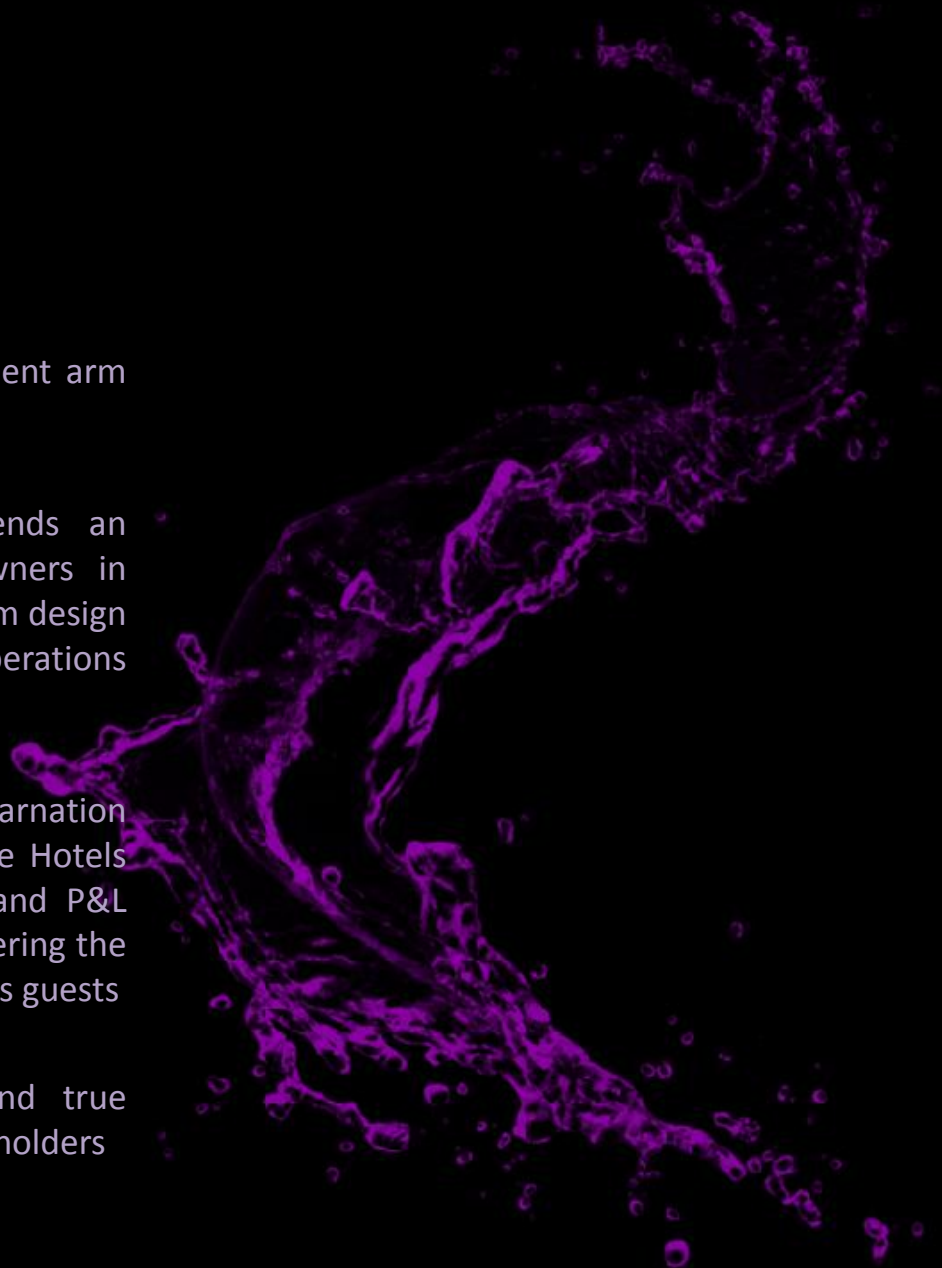 ent arm
ends an
vners in
m design
perations
arnation
e Hotels
and P&L
ering the
s guests
nd true
holders